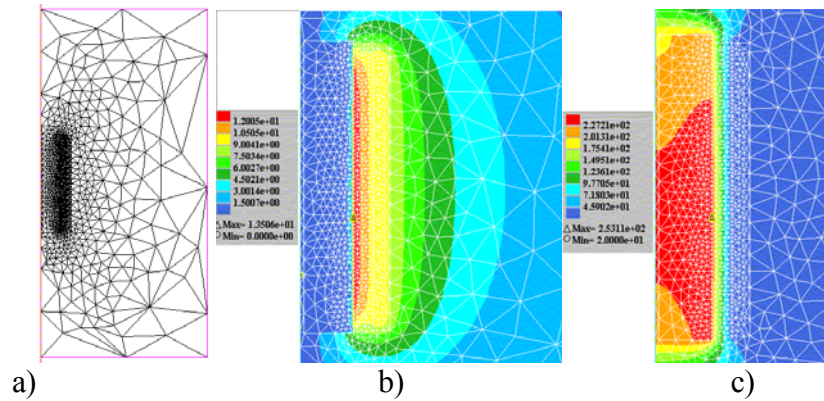 1.2005e+01
1.0505e+01
9.0041e+00
7.5034e+00
6.0027e+00
4.5021e+00
3.0014e+00
1.5007e+00
△ Max= 1.3506e+01
○ Min= 0.0000e+00
2.2721e+02
2.0131e+02
1.7541e+02
1.4951e+02
1.2361e+02
9.7705e+01
7.1803e+01
4.5902e+01
△ Max= 2.5311e+02
○ Min= 2.0000e+01
a)
b)
c)